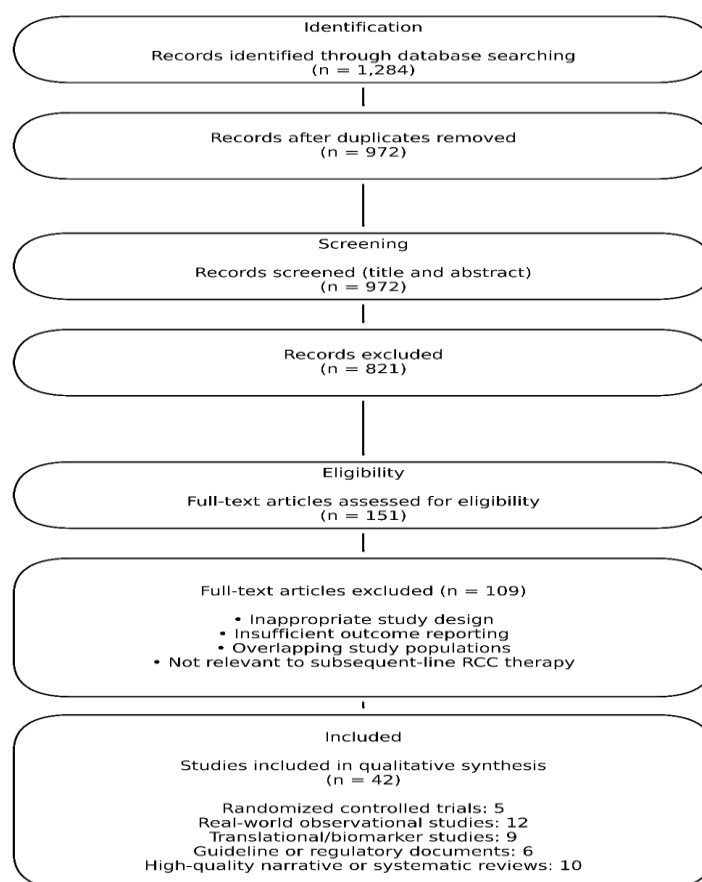 Identification
Records identified through database searching
(n = 1,284)
Records after duplicates removed
(n = 972)
Screening
Records screened (title and abstract)
(n = 972)
Records excluded
(n = 821)
Eligibility
Full-text articles assessed for eligibility
(n = 151)
Full-text articles excluded (n = 109)
• Inappropriate study design
• Insufficient outcome reporting
• Overlapping study populations
• Not relevant to subsequent-line RCC therapy
Included
Studies included in qualitative synthesis
(n = 42)
Randomized controlled trials: 5
Real-world observational studies: 12
Translational/biomarker studies: 9
Guideline or regulatory documents: 6
High-quality narrative or systematic reviews: 10